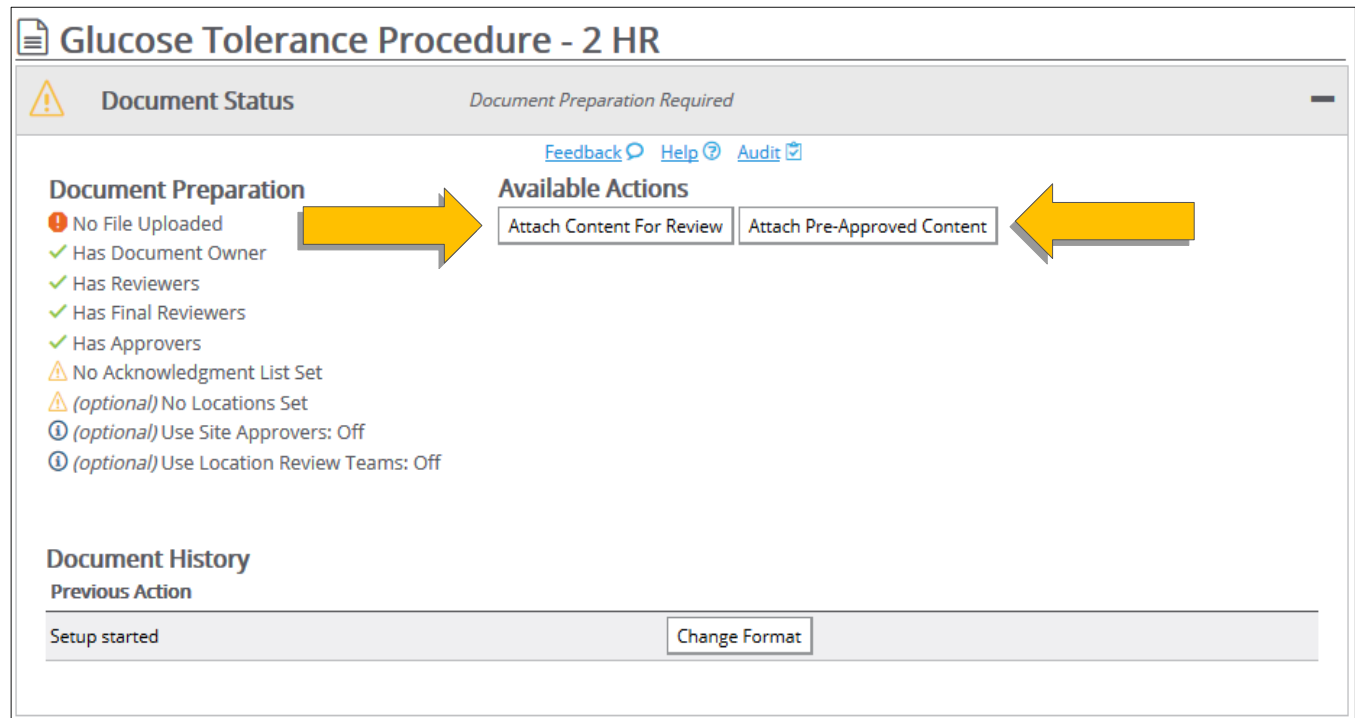 Glucose Tolerance Procedure - 2 HR
Document Status
Document Preparation Required
Feedback Help Audit
Document Preparation
No File Uploaded
Has Document Owner
Has Reviewers
Has Final Reviewers
Has Approvers
No Acknowledgment List Set
(optional) No Locations Set
(optional) Use Site Approvers: Off
(optional) Use Location Review Teams: Off
Available Actions
Attach Content For Review
Attach Pre-Approved Content
Document History
Previous Action
Setup started
Change Format